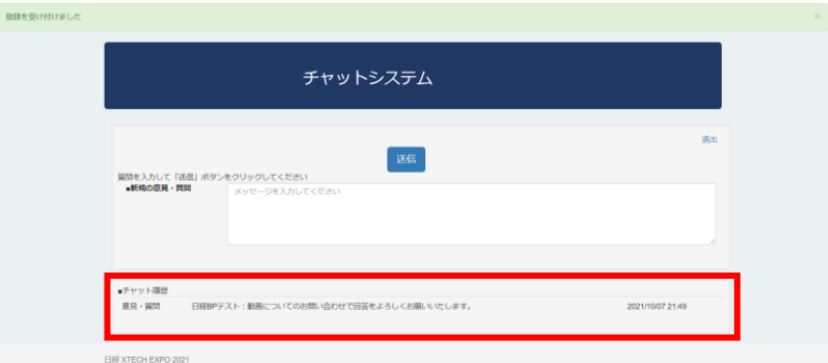 登録を受け付けました ×
チャットシステム
退出
送信
質問を入力して「送信」ボタンをクリックしてください
■新規の意見・質問 メッセージを入力してください
■チャット履歴
意見・質問 日経BPテスト:動画についてのお問い合わせで回答をよろしくお願いいたします。 2021/10/07 21:49
日経 XTECH EXPO 2021